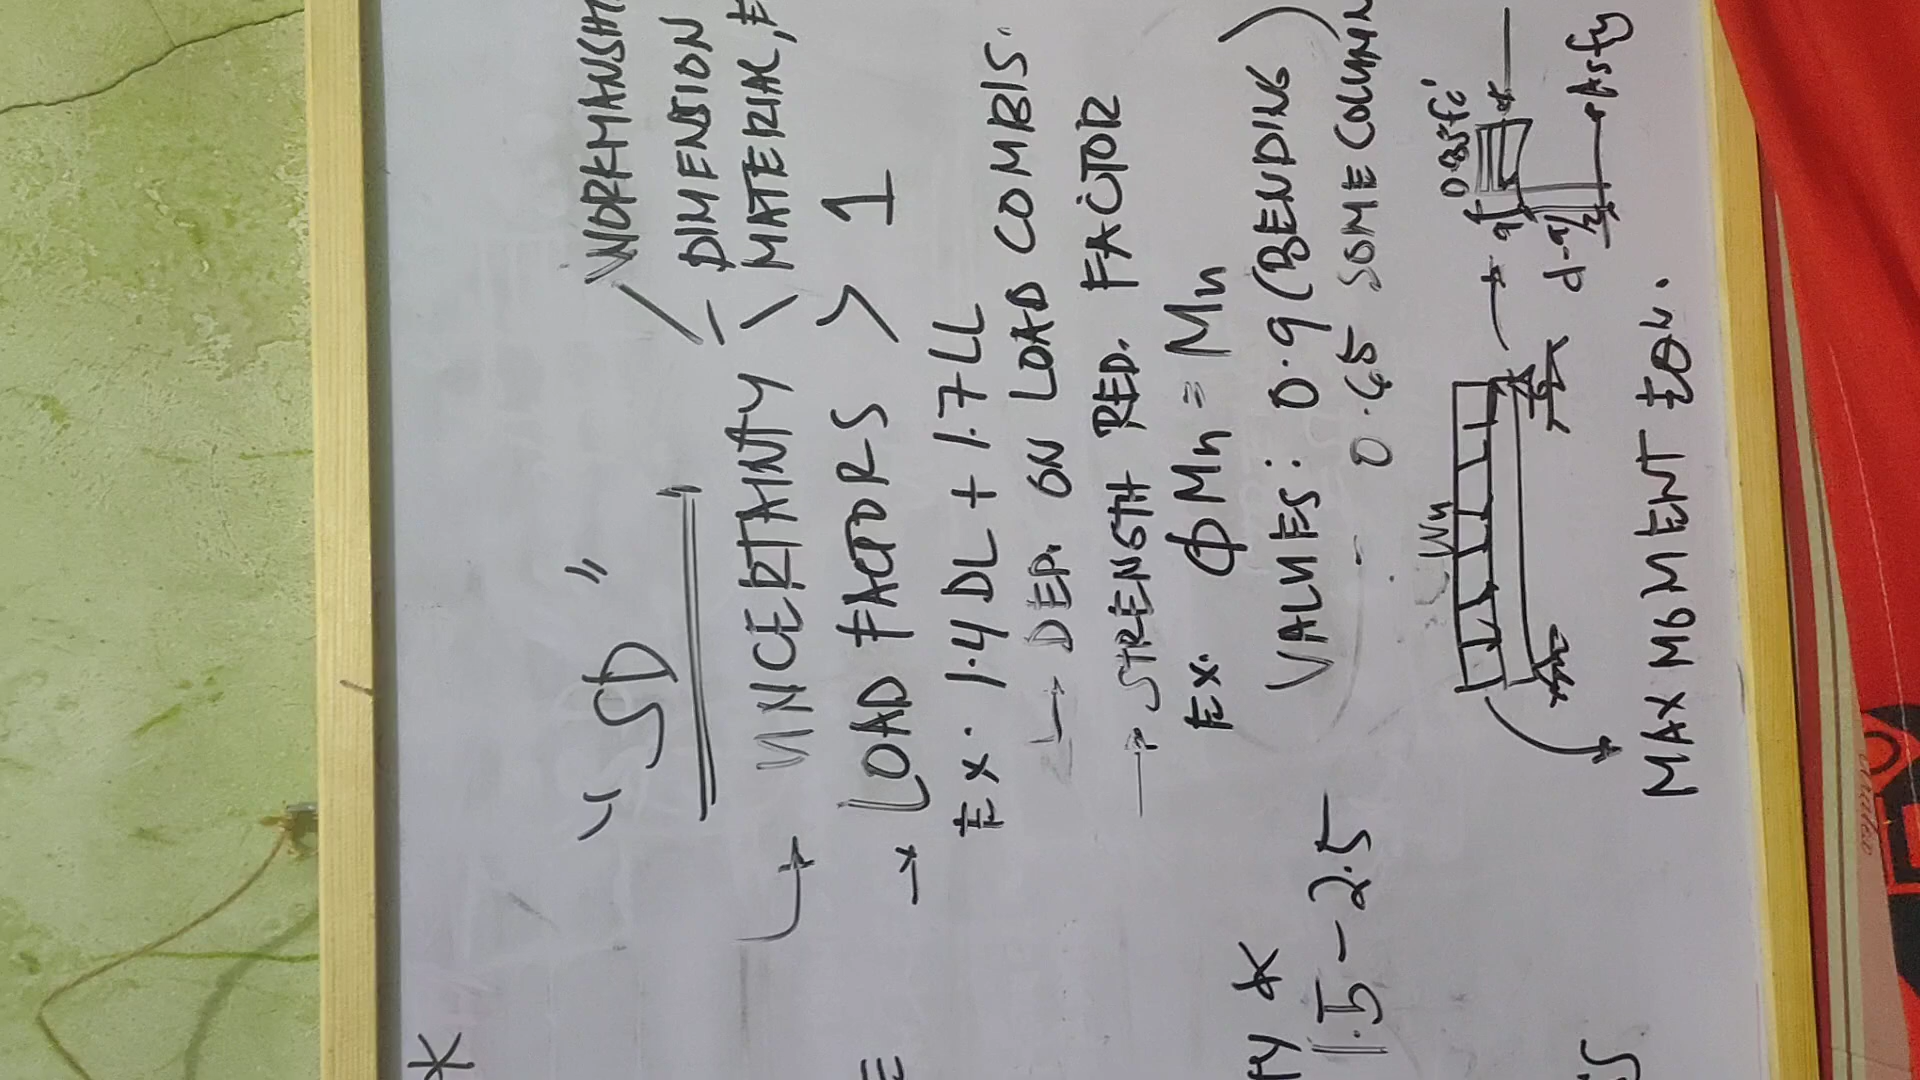 "SD"
UNCERTAINTY
WORKMANSHI
DIMENSION
MATERIAL,
→ LOAD FACTORS > 1
EX. 1.4 DL + 1.7 LL
→ DEP. ON LOAD COMBIS.
→ STRENGTH RED. FACTOR
EX. ϕMn = Mu
VALUES: 0.9 (BENDING)
- 0.65 SOME COLUMN
Wu
0.85fc'
a
d-a/2
Asfy
MAX MOMENT EQN.
TY &
1.5 - 2.5
*
E
S